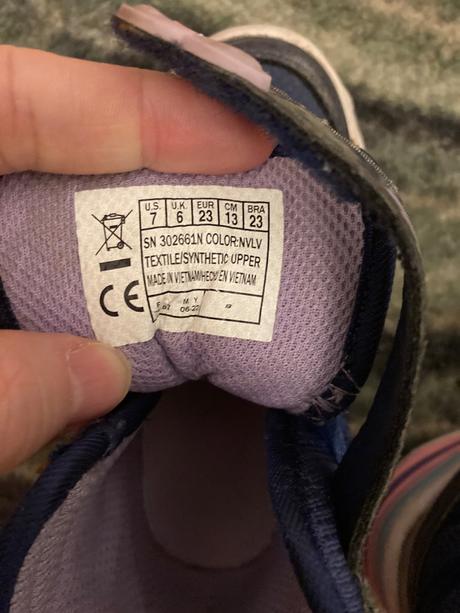 U.S. U.K. EUR CM BRA
7 6 23 13 23
SN 302661N COLOR:NVLV
TEXTILE/SYNTHETIC UPPER
MADE IN VIETNAM/HECHO EN VIETNAM
CE
M Y
06-22